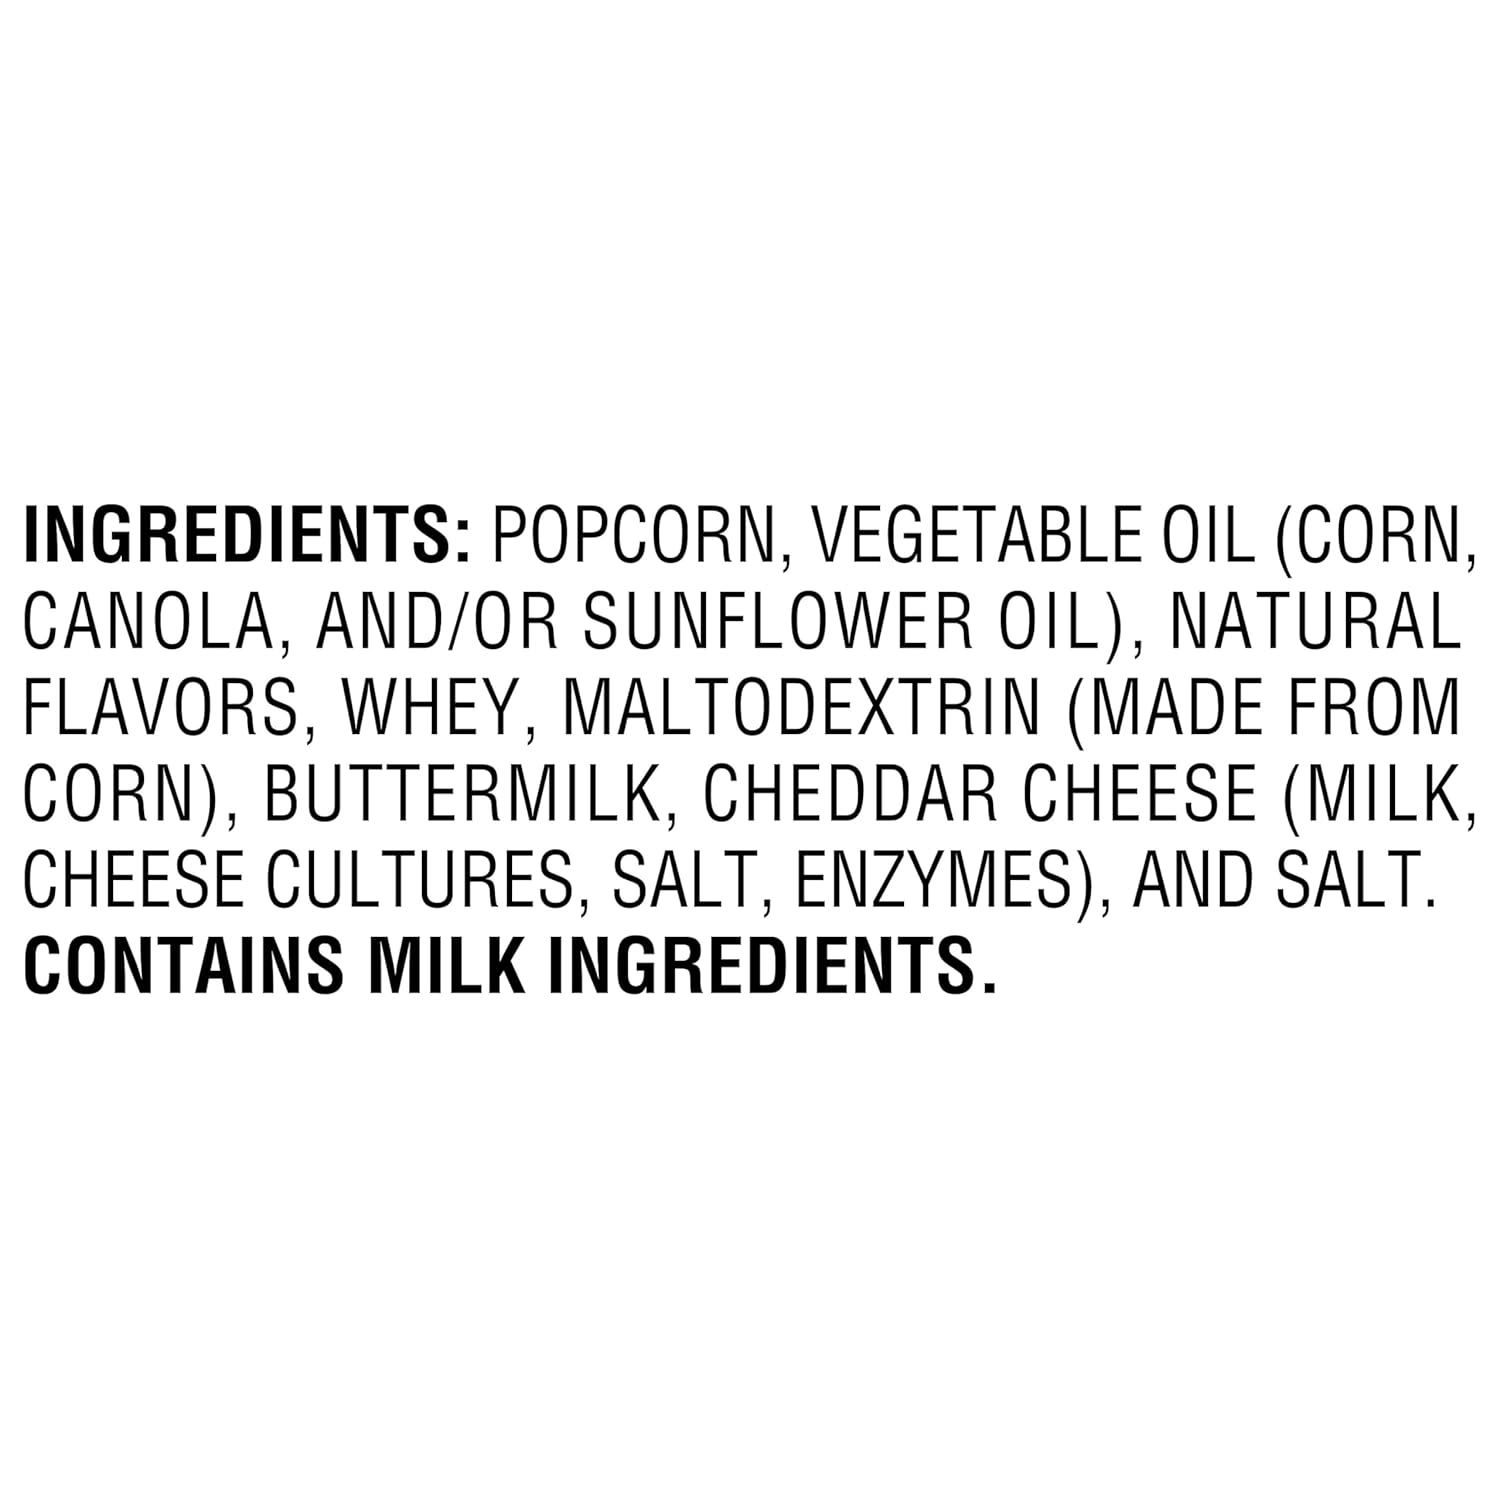 INGREDIENTS: POPCORN, VEGETABLE OIL (CORN,
CANOLA, AND/OR SUNFLOWER OIL), NATURAL
FLAVORS, WHEY, MALTODEXTRIN (MADE FROM
CORN), BUTTERMILK, CHEDDAR CHEESE (MILK,
CHEESE CULTURES, SALT, ENZYMES), AND SALT.
CONTAINS MILK INGREDIENTS.